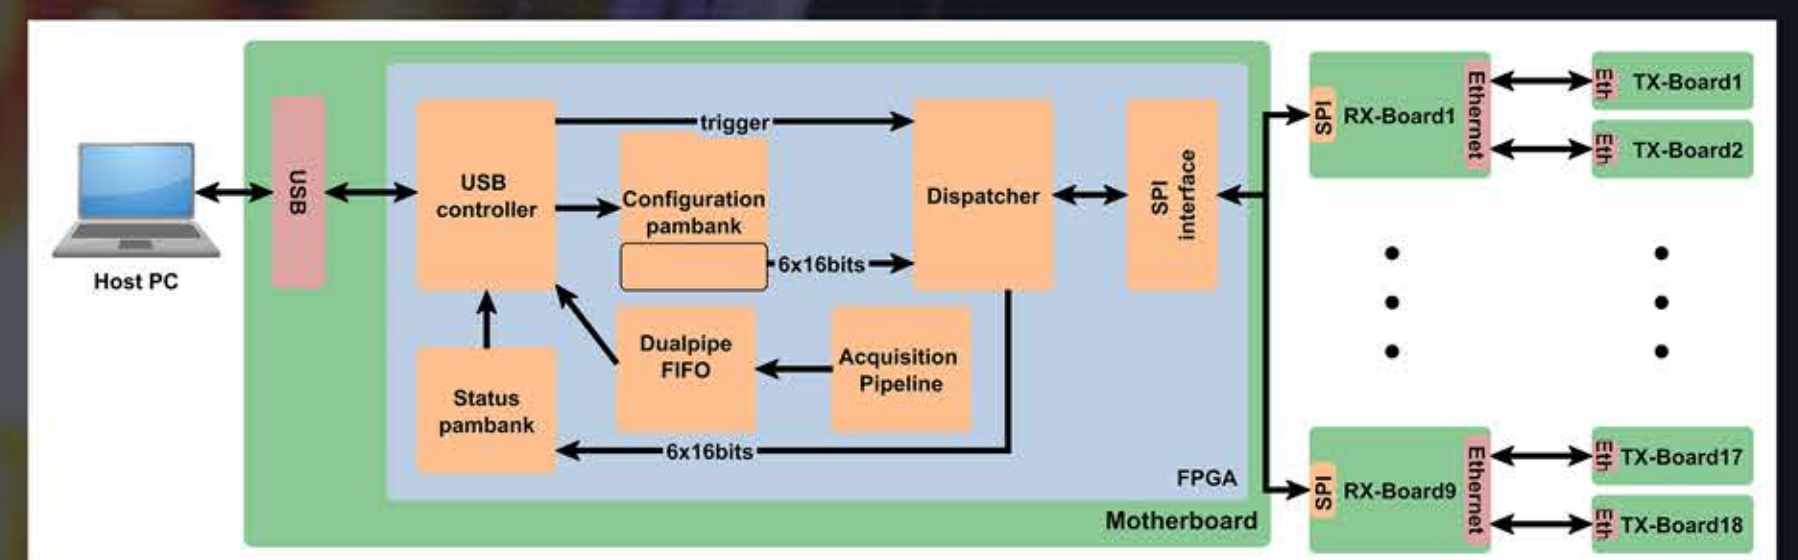 Host PC
USB
USB
controller
trigger
Configuration
pambank
6x16bits
Dispatcher
SPI
interface
Status
pambank
Dualpipe
FIFO
Acquisition
Pipeline
6x16bits
FPGA
Motherboard
SPI
RX-Board1
Ethernet
Eth
TX-Board1
Eth
TX-Board2
SPI
RX-Board9
Ethernet
Eth
TX-Board17
Eth
TX-Board18